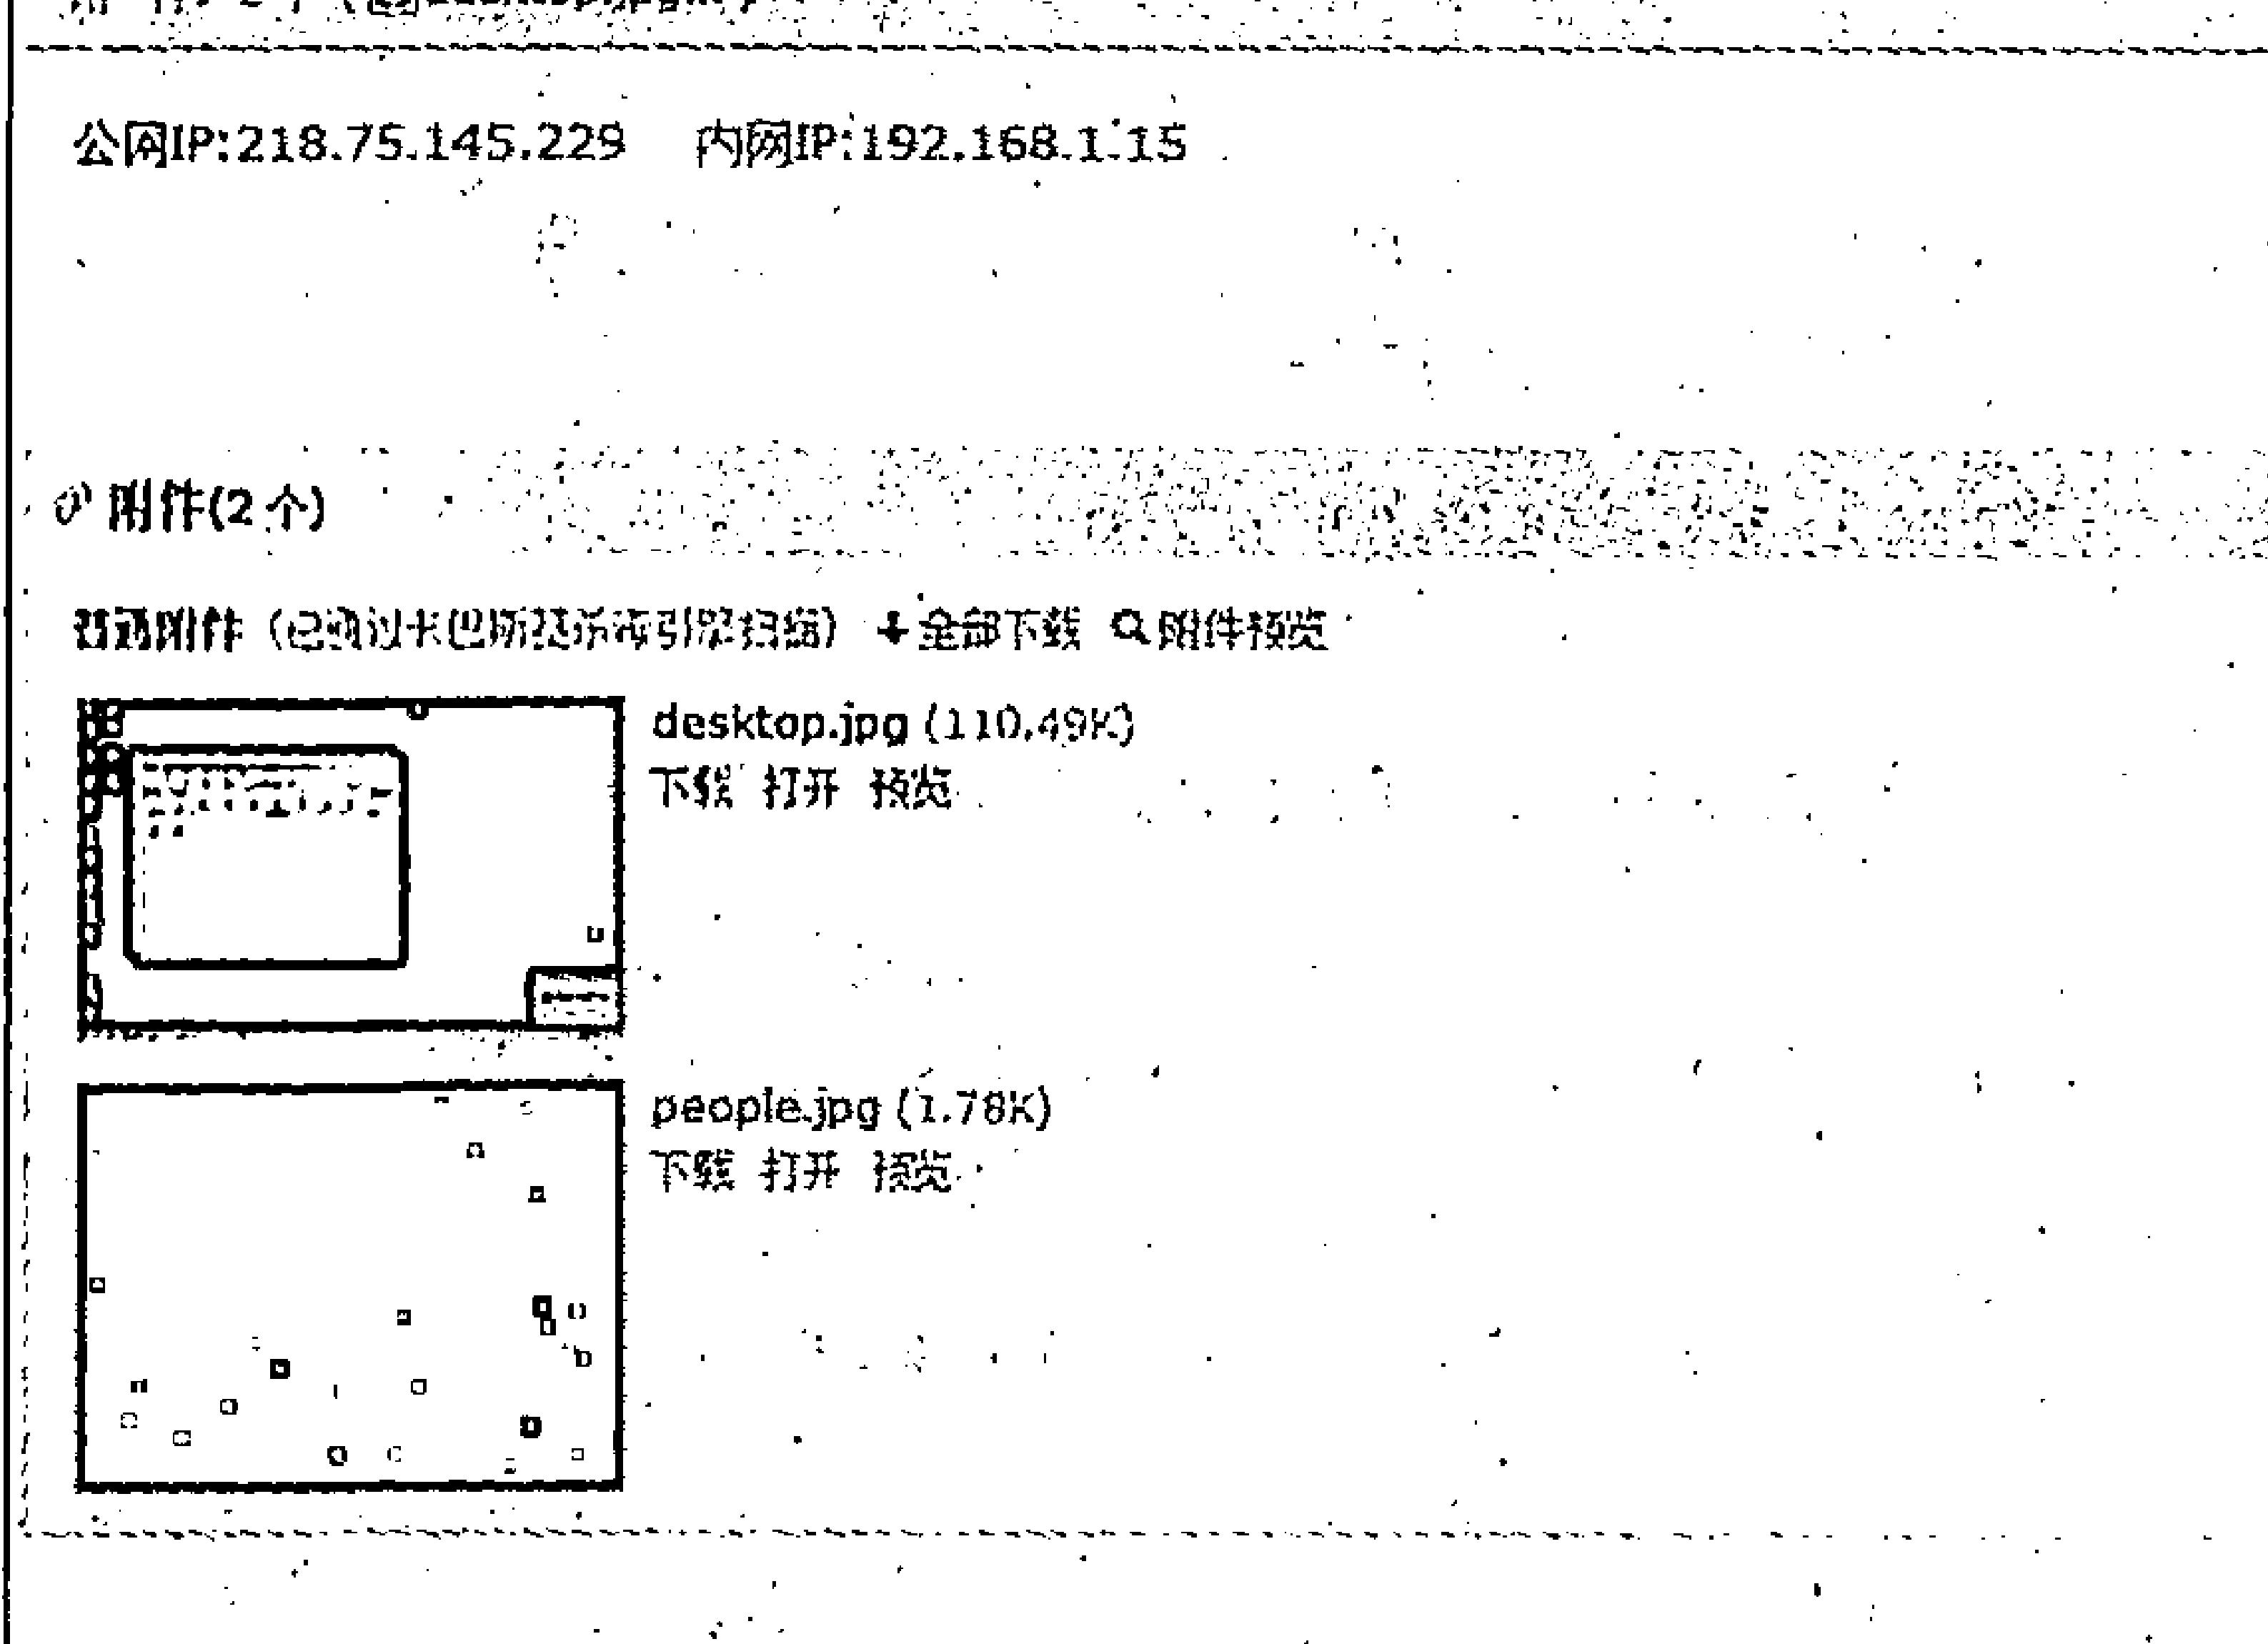 公网IP:218.75.145.229 内网IP:192.168.1.15
附件(2 个)
普通附件（已通过卡巴斯基杀毒引擎扫描） 全部下载 附件预览
desktop.jpg (110.49K)
下载 打开 预览
people.jpg (1.78K)
下载 打开 预览